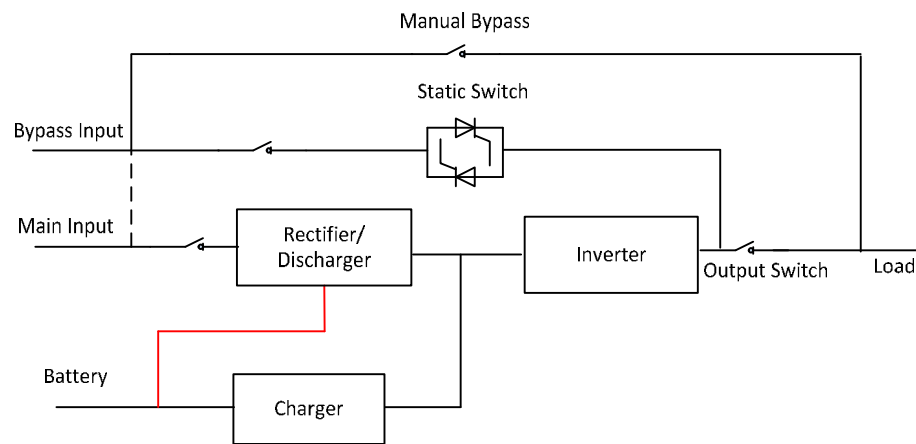 Manual Bypass
Static Switch
Bypass Input
Main Input
Rectifier/
Discharger
Inverter
Output Switch
Load
Battery
Charger